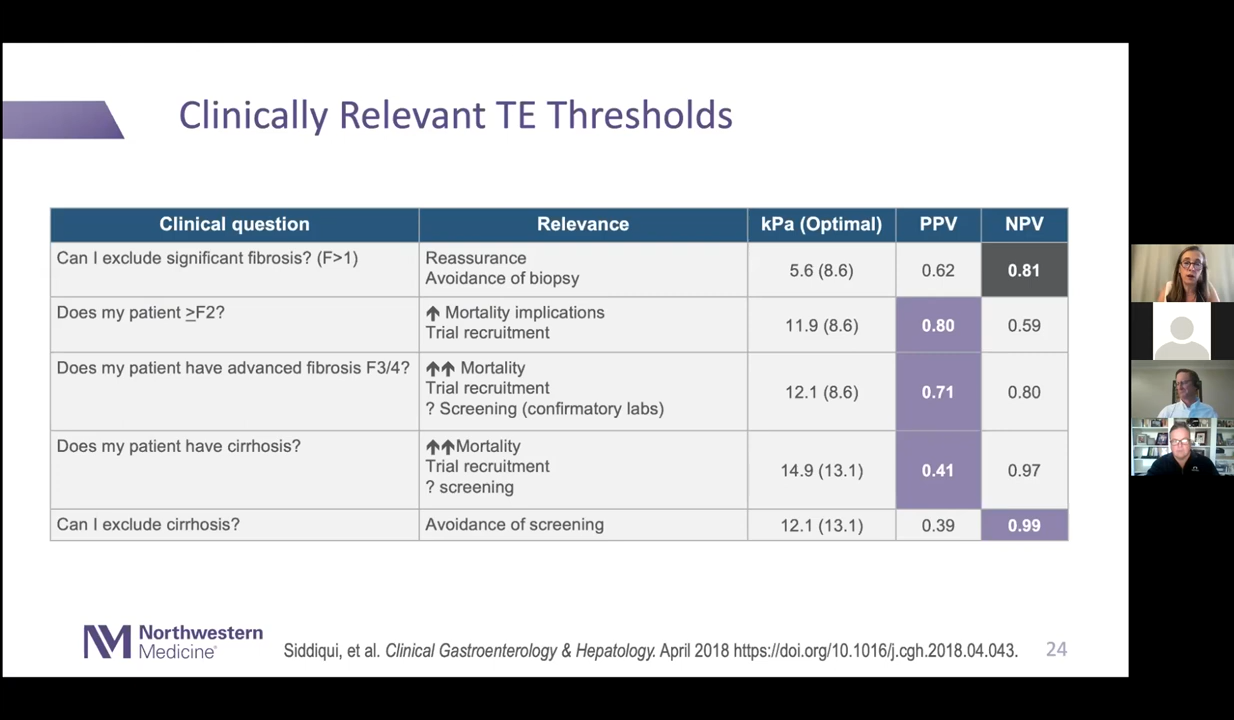 Clinically Relevant TE Thresholds
Clinical question Relevance kPa (Optimal) PPV NPV
Can I exclude significant fibrosis? (F>1) Reassurance
Avoidance of biopsy 5.6 (8.6) 0.62 0.81
Does my patient ≥F2? ↑ Mortality implications
Trial recruitment 11.9 (8.6) 0.80 0.59
Does my patient have advanced fibrosis F3/4? ↑↑ Mortality
Trial recruitment 12.1 (8.6) 0.71 0.80
? Screening (confirmatory labs)
Does my patient have cirrhosis? ↑↑Mortality
Trial recruitment 14.9 (13.1) 0.41 0.97
? screening
Can I exclude cirrhosis? Avoidance of screening 12.1 (13.1) 0.39 0.99
Northwestern
Medicine®
Siddiqui, et al. Clinical Gastroenterology & Hepatology. April 2018 https://doi.org/10.1016/j.cgh.2018.04.043. 24